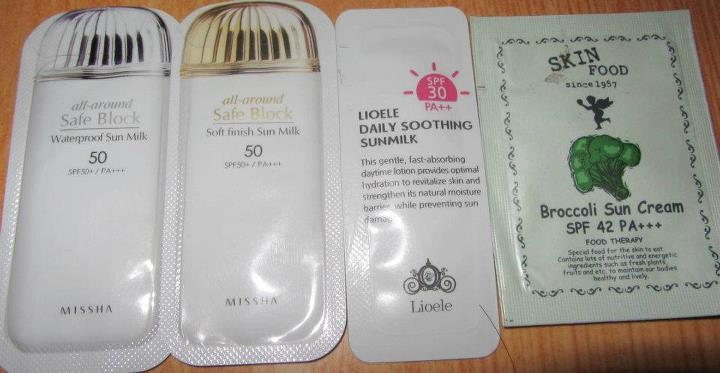 all-around
Safe Block
Waterproof Sun Milk
50
SPF50+ / PA+++
MISSHA
all-around
Safe Block
Soft finish Sun Milk
50
SPF50+ / PA+++
MISSHA
SPF
30
PA++
LIOELE
DAILY SOOTHING
SUNMILK
This gentle, fast-absorbing
daytime lotion provides optimal
hydration to revitalize skin and
strengthen its natural moisture
barrier, while preventing sun
damage.
Lioele
SKIN
FOOD
since 1957
Broccoli Sun Cream
SPF 42 PA+++
FOOD THERAPY
Special food for the skin to eat.
Contains lots of nutritive and energetic
ingredients such as fresh plants,
fruits and etc. to maintain our bodies
healthy and lively.